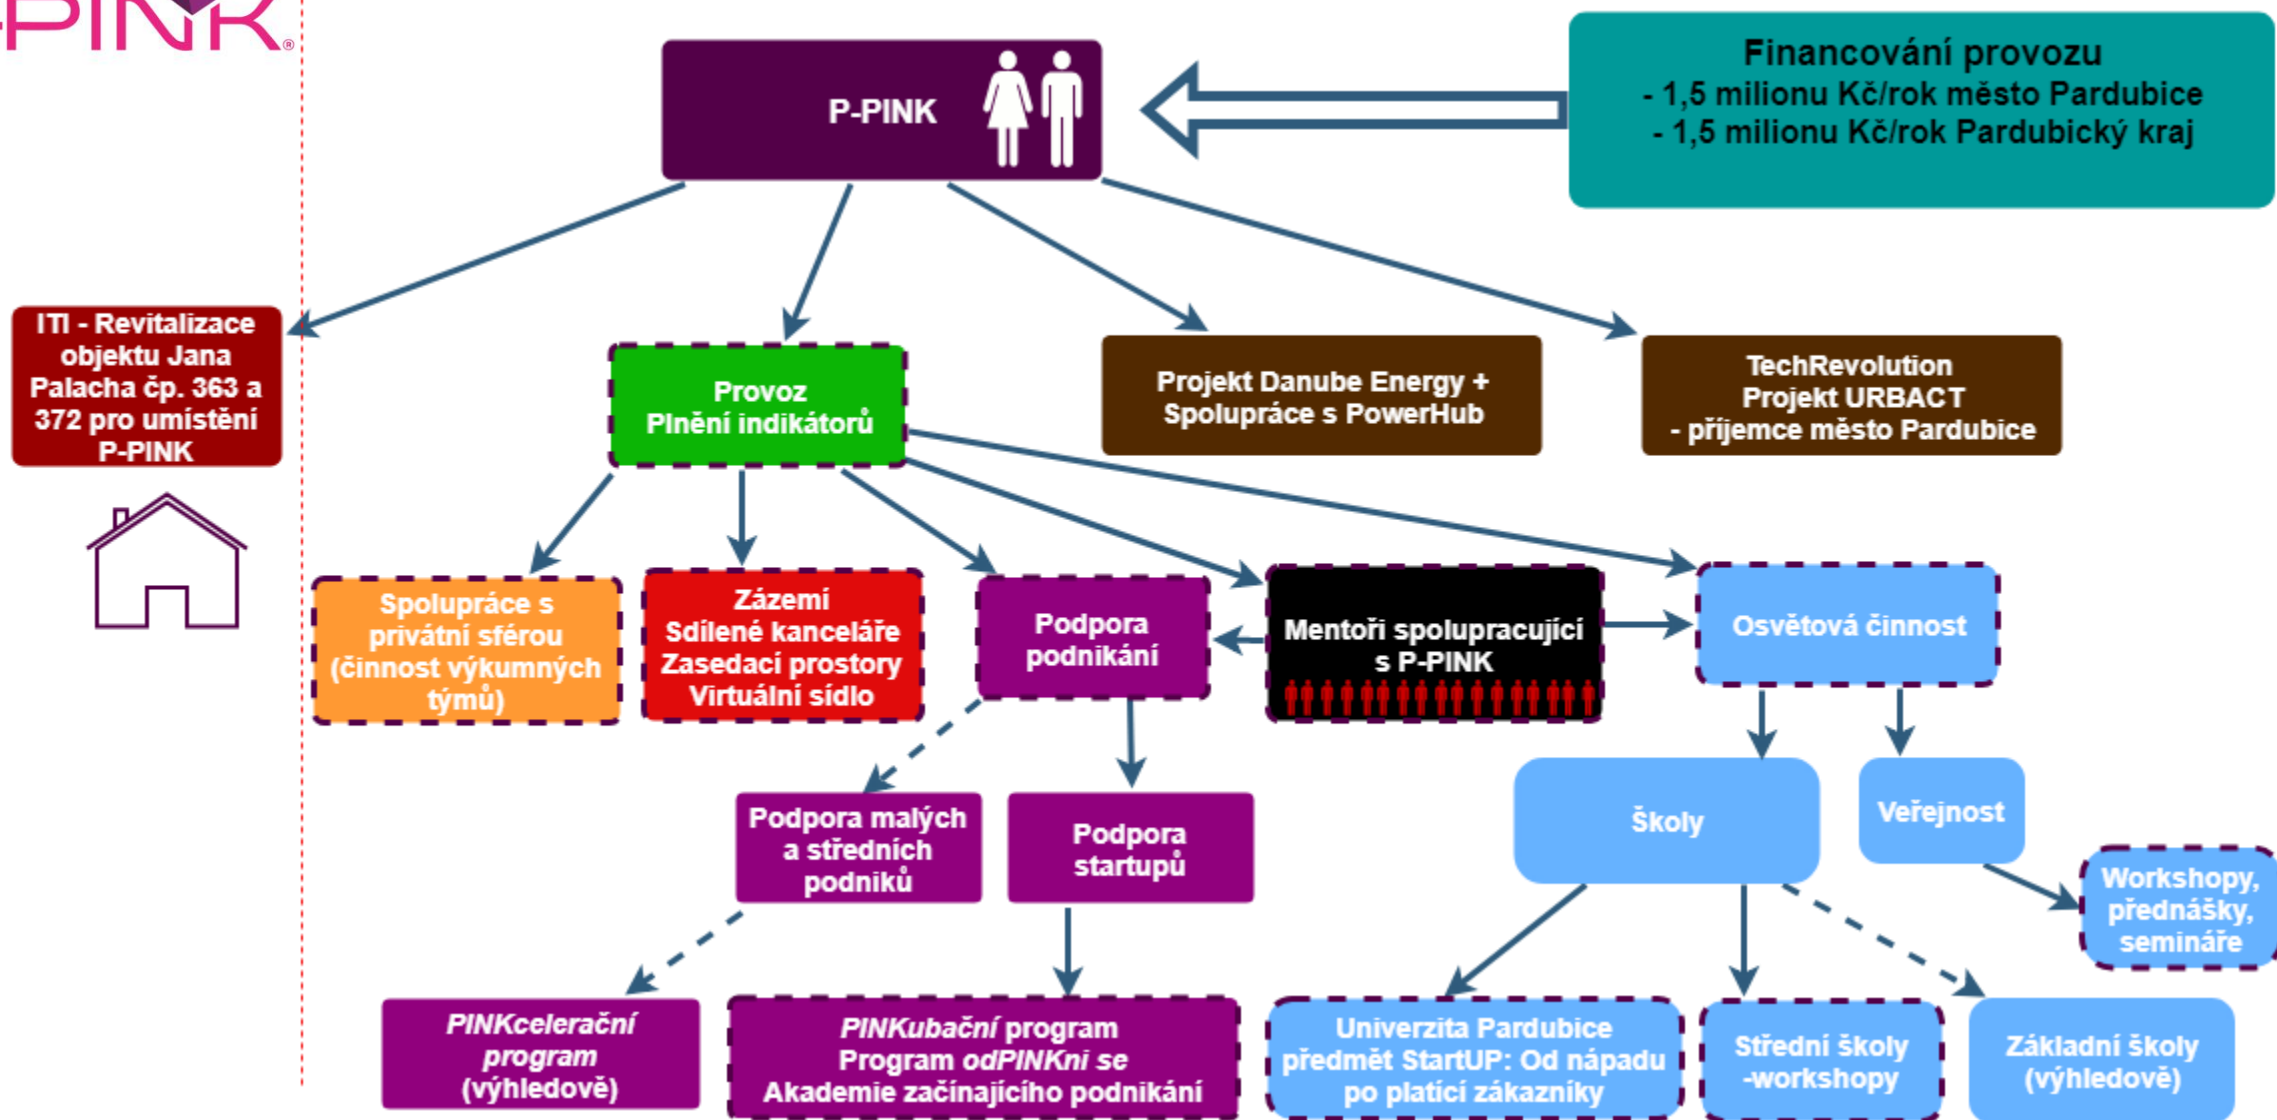 -PINK®
P-PINK
Financování provozu
- 1,5 milionu Kč/rok město Pardubice
- 1,5 milionu Kč/rok Pardubický kraj
ITI - Revitalizace
objektu Jana
Palacha čp. 363 a
372 pro umístění
P-PINK
Provoz
Plnění indikátorů
Projekt Danube Energy +
Spolupráce s PowerHub
TechRevolution
Projekt URBACT
- příjemce město Pardubice
Spolupráce s
privátní sférou
(činnost výkumných
týmů)
Zázemí
Sdílené kanceláře
Zasedací prostory
Virtuální sídlo
Podpora
podnikání
Mentoři spolupracující
s P-PINK
Osvětová činnost
Podpora malých
a středních
podniků
Podpora
startupů
Školy
Veřejnost
Workshopy,
přednášky,
semináře
PINKcelerační
program
(výhledově)
PINKubační program
Program odPINKni se
Akademie začínajícího podnikání
Univerzita Pardubice
předmět StartUP: Od nápadu
po platící zákazníky
Střední školy
-workshopy
Základní školy
(výhledově)